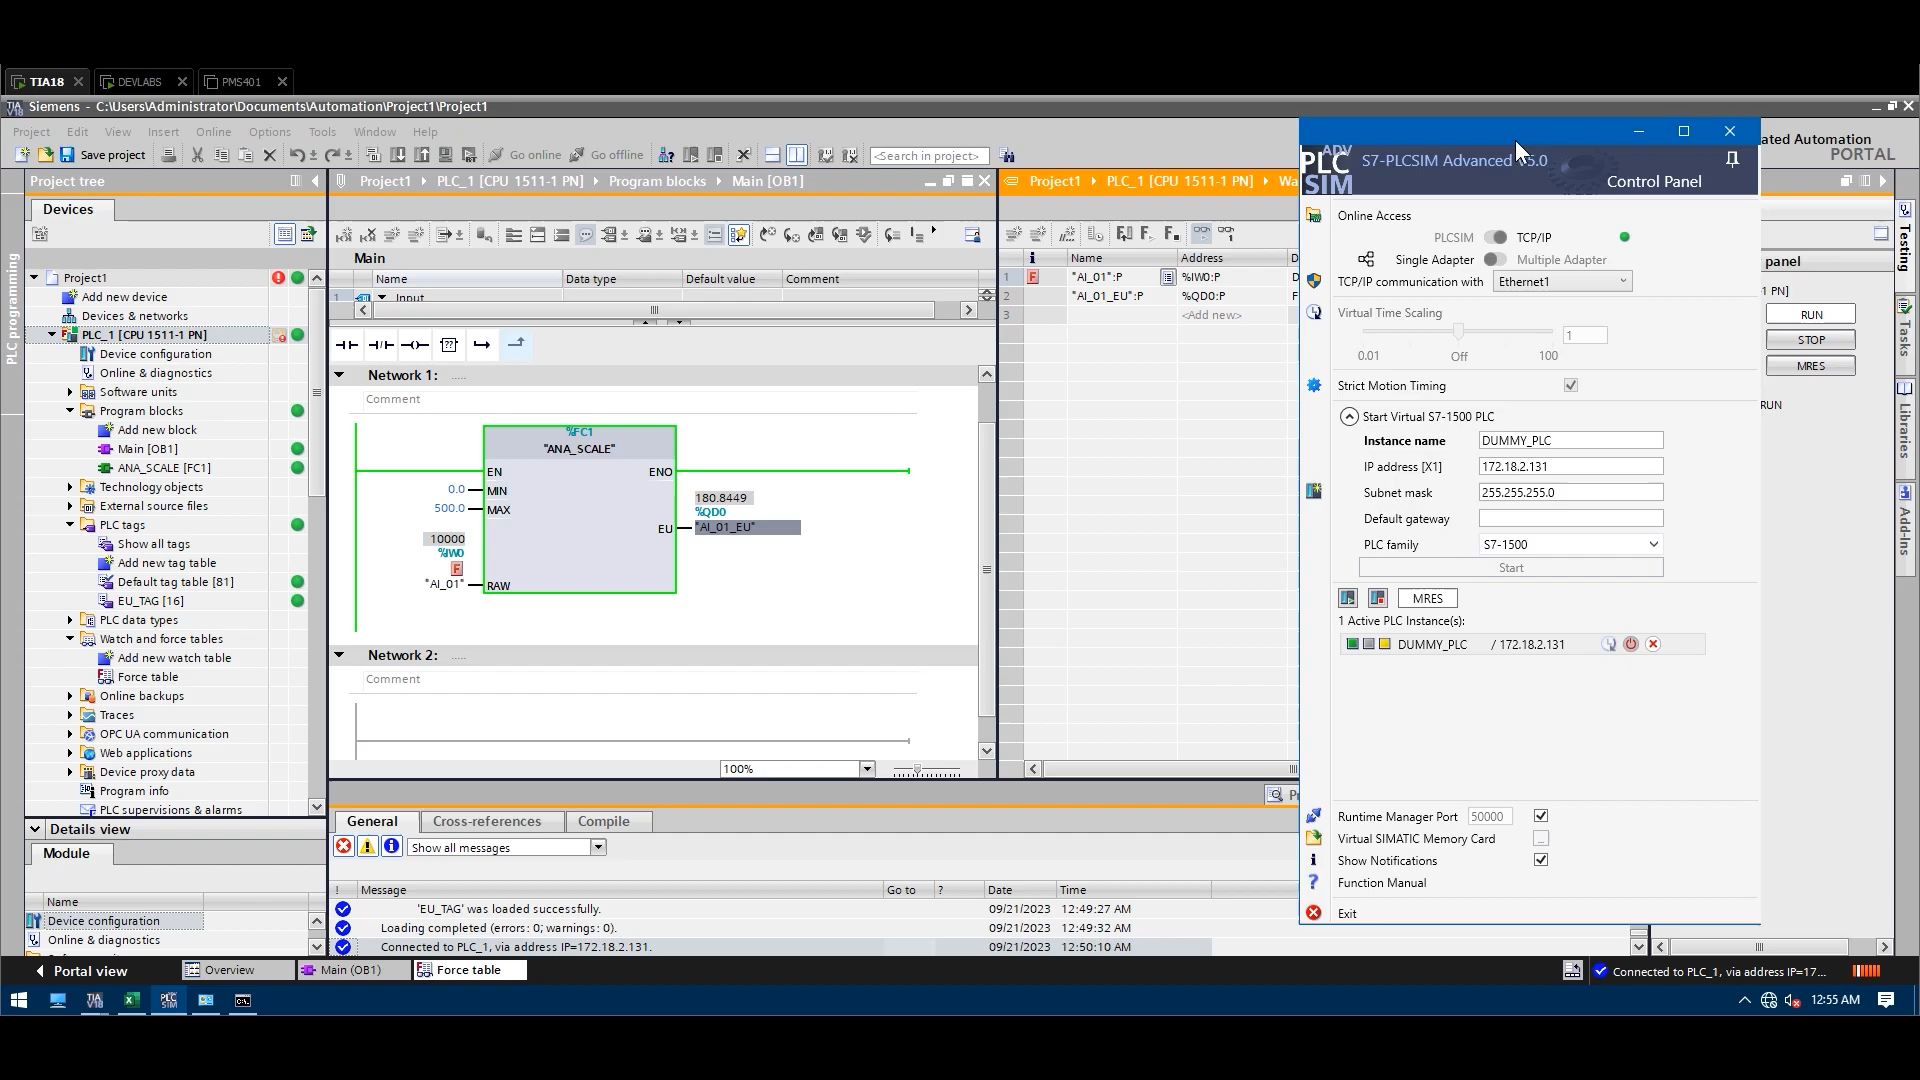 TIA18
DEVLABS
PMS401
Siemens - C:\Users\Administrator\Documents\Automation\Project1\Project1
Project Edit View Insert Online Options Tools Window Help
Save project
Go online
Go offline
<Search in project>
ated Automation
PORTAL
Project tree
Devices
PLC programming
Project1
Add new device
Devices & networks
PLC_1 [CPU 1511-1 PN]
Device configuration
Online & diagnostics
Software units
Program blocks
Add new block
Main [OB1]
ANA_SCALE [FC1]
Technology objects
External source files
PLC tags
Show all tags
Add new tag table
Default tag table [81]
EU_TAG [16]
PLC data types
Watch and force tables
Add new watch table
Force table
Online backups
Traces
OPC UA communication
Web applications
Device proxy data
Program info
PLC supervisions & alarms
Details view
Module
Name
Device configuration
Online & diagnostics
Project1 PLC_1 [CPU 1511-1 PN] Program blocks Main [OB1]
Main
Name Data type Default value Comment
1 Input
Network 1: .....
Comment
%FC1
"ANA_SCALE"
EN ENO
0.0 MIN
500.0 MAX
180.8449
%QD0
EU "AI_01_EU"
10000
%IW0
F
"AI_01" RAW
Network 2: .....
Comment
100%
Project1 PLC_1 [CPU 1511-1 PN] Wa
i Name Address D
1 F "AI_01":P %IW0:P D
2 "AI_01_EU":P %QD0:P F
3 <Add new>
General Cross-references Compile
Show all messages
! Message Go to ? Date Time
'EU_TAG' was loaded successfully. 09/21/2023 12:49:27 AM
Loading completed (errors: 0; warnings: 0). 09/21/2023 12:49:32 AM
Connected to PLC_1, via address IP=172.18.2.131. 09/21/2023 12:50:10 AM
PLC SIM ADV
S7-PLCSIM Advanced V5.0
Control Panel
Online Access
PLCSIM TCP/IP
Single Adapter Multiple Adapter
TCP/IP communication with Ethernet1
Virtual Time Scaling
1
0.01 Off 100
Strict Motion Timing
Start Virtual S7-1500 PLC
Instance name DUMMY_PLC
IP address [X1] 172.18.2.131
Subnet mask 255.255.255.0
Default gateway
PLC family S7-1500
Start
MRES
1 Active PLC Instance(s):
DUMMY_PLC / 172.18.2.131
Runtime Manager Port 50000
Virtual SIMATIC Memory Card
Show Notifications
Function Manual
Exit
panel
1 PN]
RUN
STOP
MRES
RUN
Testing
Tasks
Libraries
Add-Ins
Portal view
Overview
Main (OB1)
Force table
Connected to PLC_1, via address IP=17...
12:55 AM